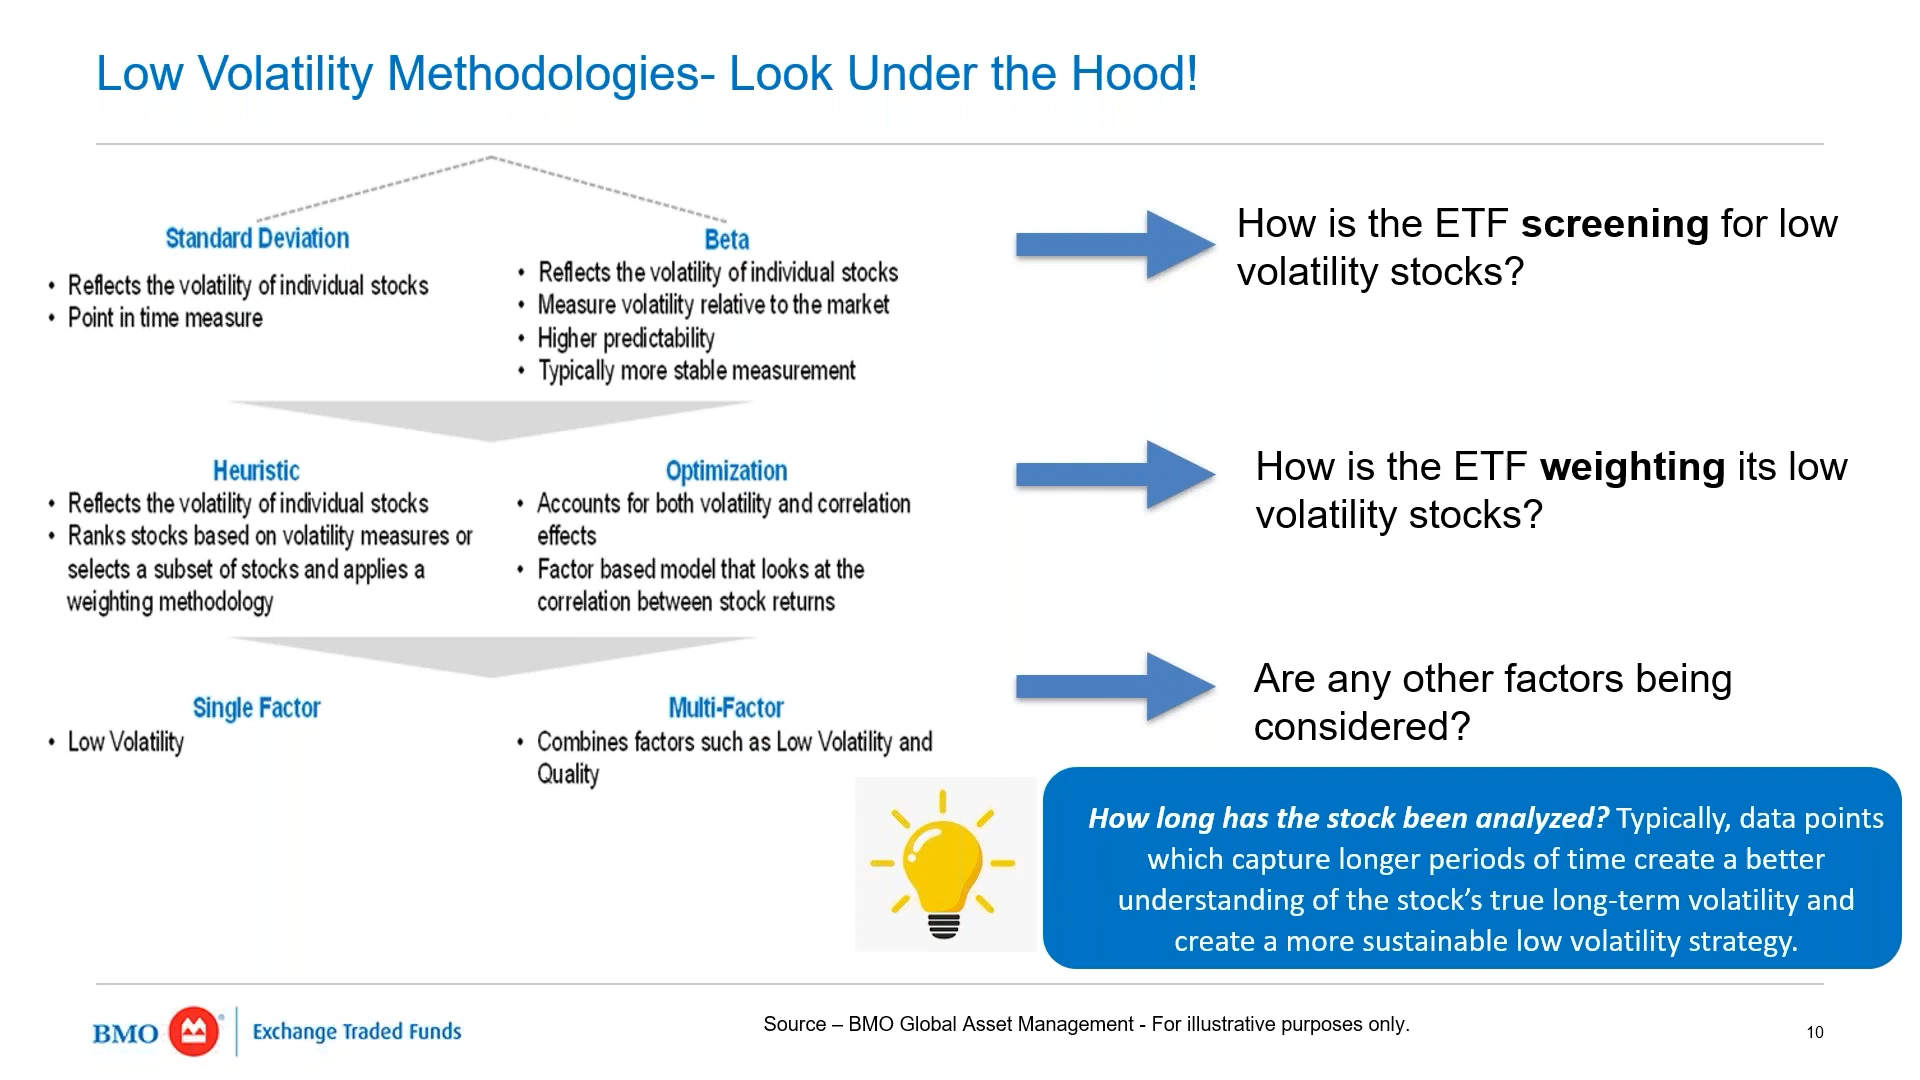 Low Volatility Methodologies- Look Under the Hood!
Standard Deviation
• Reflects the volatility of individual stocks
• Point in time measure
Beta
• Reflects the volatility of individual stocks
• Measure volatility relative to the market
• Higher predictability
• Typically more stable measurement
How is the ETF screening for low
volatility stocks?
Heuristic
• Reflects the volatility of individual stocks
• Ranks stocks based on volatility measures or
selects a subset of stocks and applies a
weighting methodology
Optimization
• Accounts for both volatility and correlation
effects
• Factor based model that looks at the
correlation between stock returns
How is the ETF weighting its low
volatility stocks?
Single Factor
• Low Volatility
Multi-Factor
• Combines factors such as Low Volatility and
Quality
Are any other factors being
considered?
How long has the stock been analyzed? Typically, data points
which capture longer periods of time create a better
understanding of the stock's true long-term volatility and
create a more sustainable low volatility strategy.
BMO Exchange Traded Funds
Source – BMO Global Asset Management - For illustrative purposes only.
10